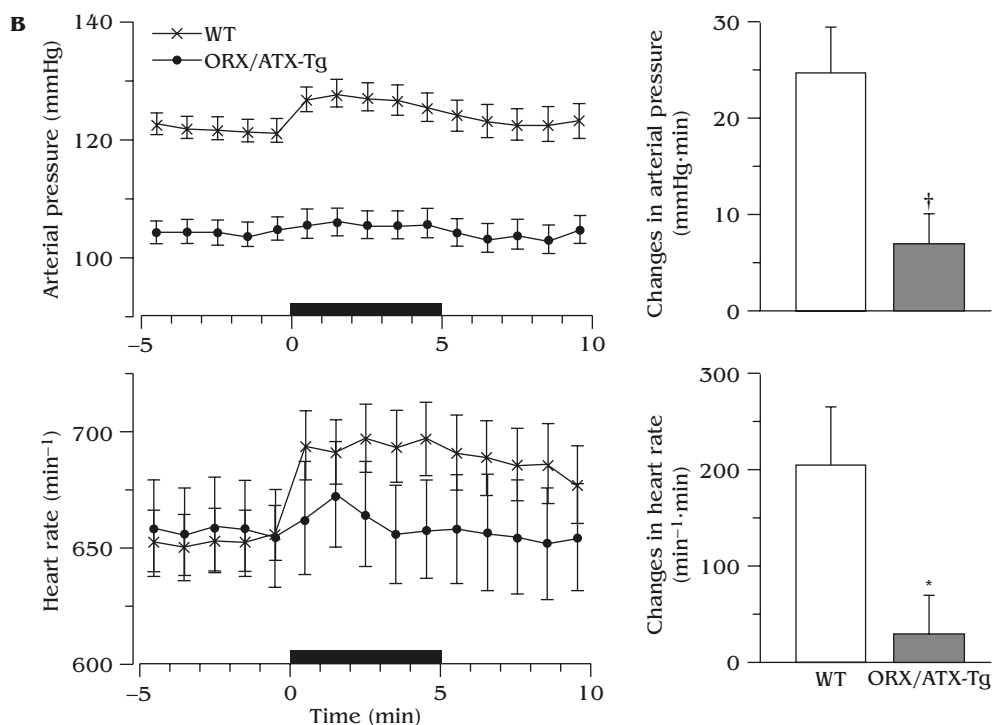 B
Arterial pressure (mmHg)
140
120
100
WT
ORX/ATX-Tg
–5
0
5
10
Changes in arterial pressure
(mmHg·min)
30
20
10
0
†
Heart rate (min⁻¹)
700
650
600
–5
0
5
10
Time (min)
Changes in heart rate
(min⁻¹·min)
300
200
100
0
*
WT
ORX/ATX-Tg